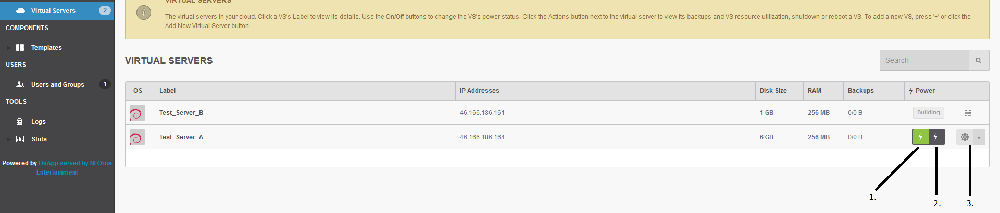 Virtual Servers 2
COMPONENTS
Templates
USERS
Users and Groups 1
TOOLS
Logs
Stats
Powered by OnApp served by NFOrce
Entertainment
VIRTUAL SERVERS
The virtual servers in your cloud. Click a VS's Label to view its details. Use the On/Off buttons to change the VS's power status. Click the Actions button next to the virtual server to view its backups and VS resource utilization, shutdown or reboot a VS. To add a new VS, press '+' or click the
Add New Virtual Server button.
VIRTUAL SERVERS
Search
OS Label IP Addresses Disk Size RAM Backups Power
Test_Server_B 46.166.186.161 1 GB 256 MB 0/0 B Building
Test_Server_A 46.166.186.164 6 GB 256 MB 0/0 B
1.
2.
3.